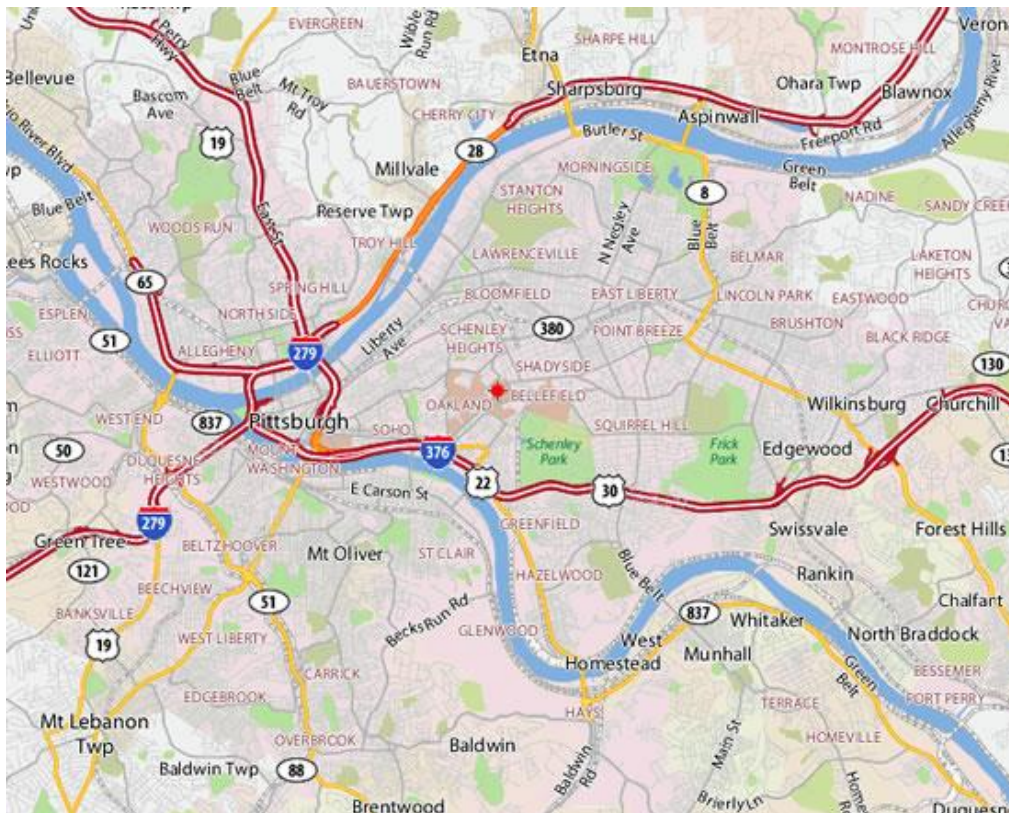 Perry
Hwy
EVERGREEN
Wible
Run Rd
SHARPE HILL
MONTROSE HILL
Etna
Bellevue
Blue
Belt
Mt Troy
Rd
BAUERSTOWN
Ohara Twp
Blawnox
Bascom
Ave
Sharpsburg
CHERRY CITY
Aspinwall
Freeport Rd
Allegheny River
19
28
Butler St
Millvale
MORNINGSIDE
Green
Belt
Blue Belt
8
STANTON
HEIGHTS
NADINE
SANDY CREEK
Reserve Twp
WOODS RUN
East St
TROY HILL
N Negley
Ave
Blue
Belt
LAWRENCEVILLE
BELMAR
LAKETON
HEIGHTS
65
SPRING HILL
BLOOMFIELD
EAST LIBERTY
LINCOLN PARK
EASTWOOD
ESPLEN
NORTH SIDE
Liberty
Ave
SCHENLEY
HEIGHTS
380
POINT BREEZE
BRUSHTON
BLACK RIDGE
51
ELLIOTT
ALLEGHENY
279
SHADYSIDE
130
OAKLAND
BELLEFIELD
Wilkinsburg
Churchill
WEST END
837
Pittsburgh
SOHO
SQUIRREL HILL
50
MOUNT
WASHINGTON
376
Schenley
Park
Frick
Park
Edgewood
DUQUESNE
HEIGHTS
WESTWOOD
22
30
E Carson St
279
GREENFIELD
Swissvale
Forest Hills
Green Tree
BELTZHOOVER
Mt Oliver
ST CLAIR
121
BEECHVIEW
HAZELWOOD
Blue Belt
Rankin
51
Chalfant
BANKSVILLE
Becks Run Rd
837
19
WEST LIBERTY
GLENWOOD
West
Homestead
Whitaker
North Braddock
Munhall
CARRICK
BESSEMER
Green
Belt
PORT PERRY
EDGEBROOK
TERRACE
HAYS
Mt Lebanon
Twp
OVERBROOK
Baldwin
Main St
HOMEVILLE
Baldwin Twp
88
Baldwin
Rd
Brentwood
Brierly Ln